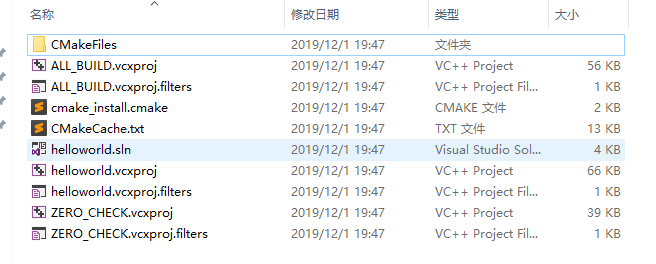 名称 修改日期 类型 大小
CMakeFiles 2019/12/1 19:47 文件夹
ALL_BUILD.vcxproj 2019/12/1 19:47 VC++ Project 56 KB
ALL_BUILD.vcxproj.filters 2019/12/1 19:47 VC++ Project Fil... 1 KB
cmake_install.cmake 2019/12/1 19:47 CMAKE 文件 2 KB
CMakeCache.txt 2019/12/1 19:47 TXT 文件 13 KB
helloworld.sln 2019/12/1 19:47 Visual Studio Sol... 4 KB
helloworld.vcxproj 2019/12/1 19:47 VC++ Project 66 KB
helloworld.vcxproj.filters 2019/12/1 19:47 VC++ Project Fil... 1 KB
ZERO_CHECK.vcxproj 2019/12/1 19:47 VC++ Project 39 KB
ZERO_CHECK.vcxproj.filters 2019/12/1 19:47 VC++ Project Fil... 1 KB